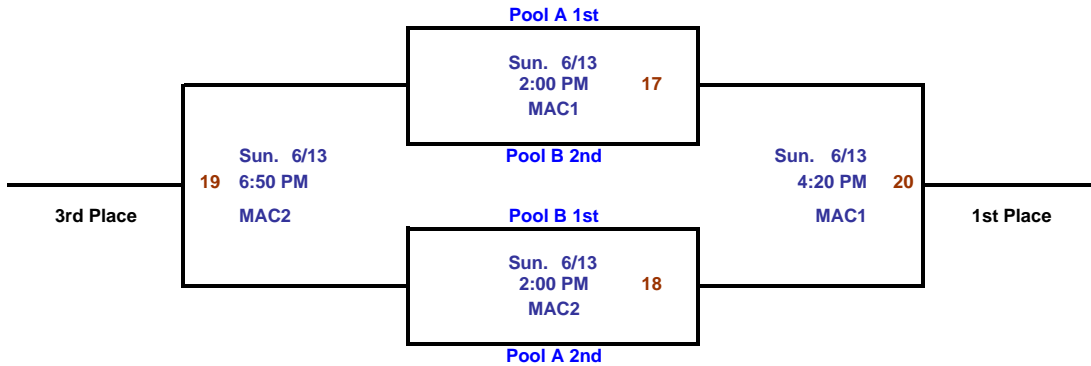 Pool A 1st
Sun. 6/13
2:00 PM 17
MAC1
Pool B 2nd
Sun. 6/13
19 6:50 PM
MAC2
3rd Place
Sun. 6/13
4:20 PM 20
MAC1
1st Place
Pool B 1st
Sun. 6/13
2:00 PM 18
MAC2
Pool A 2nd